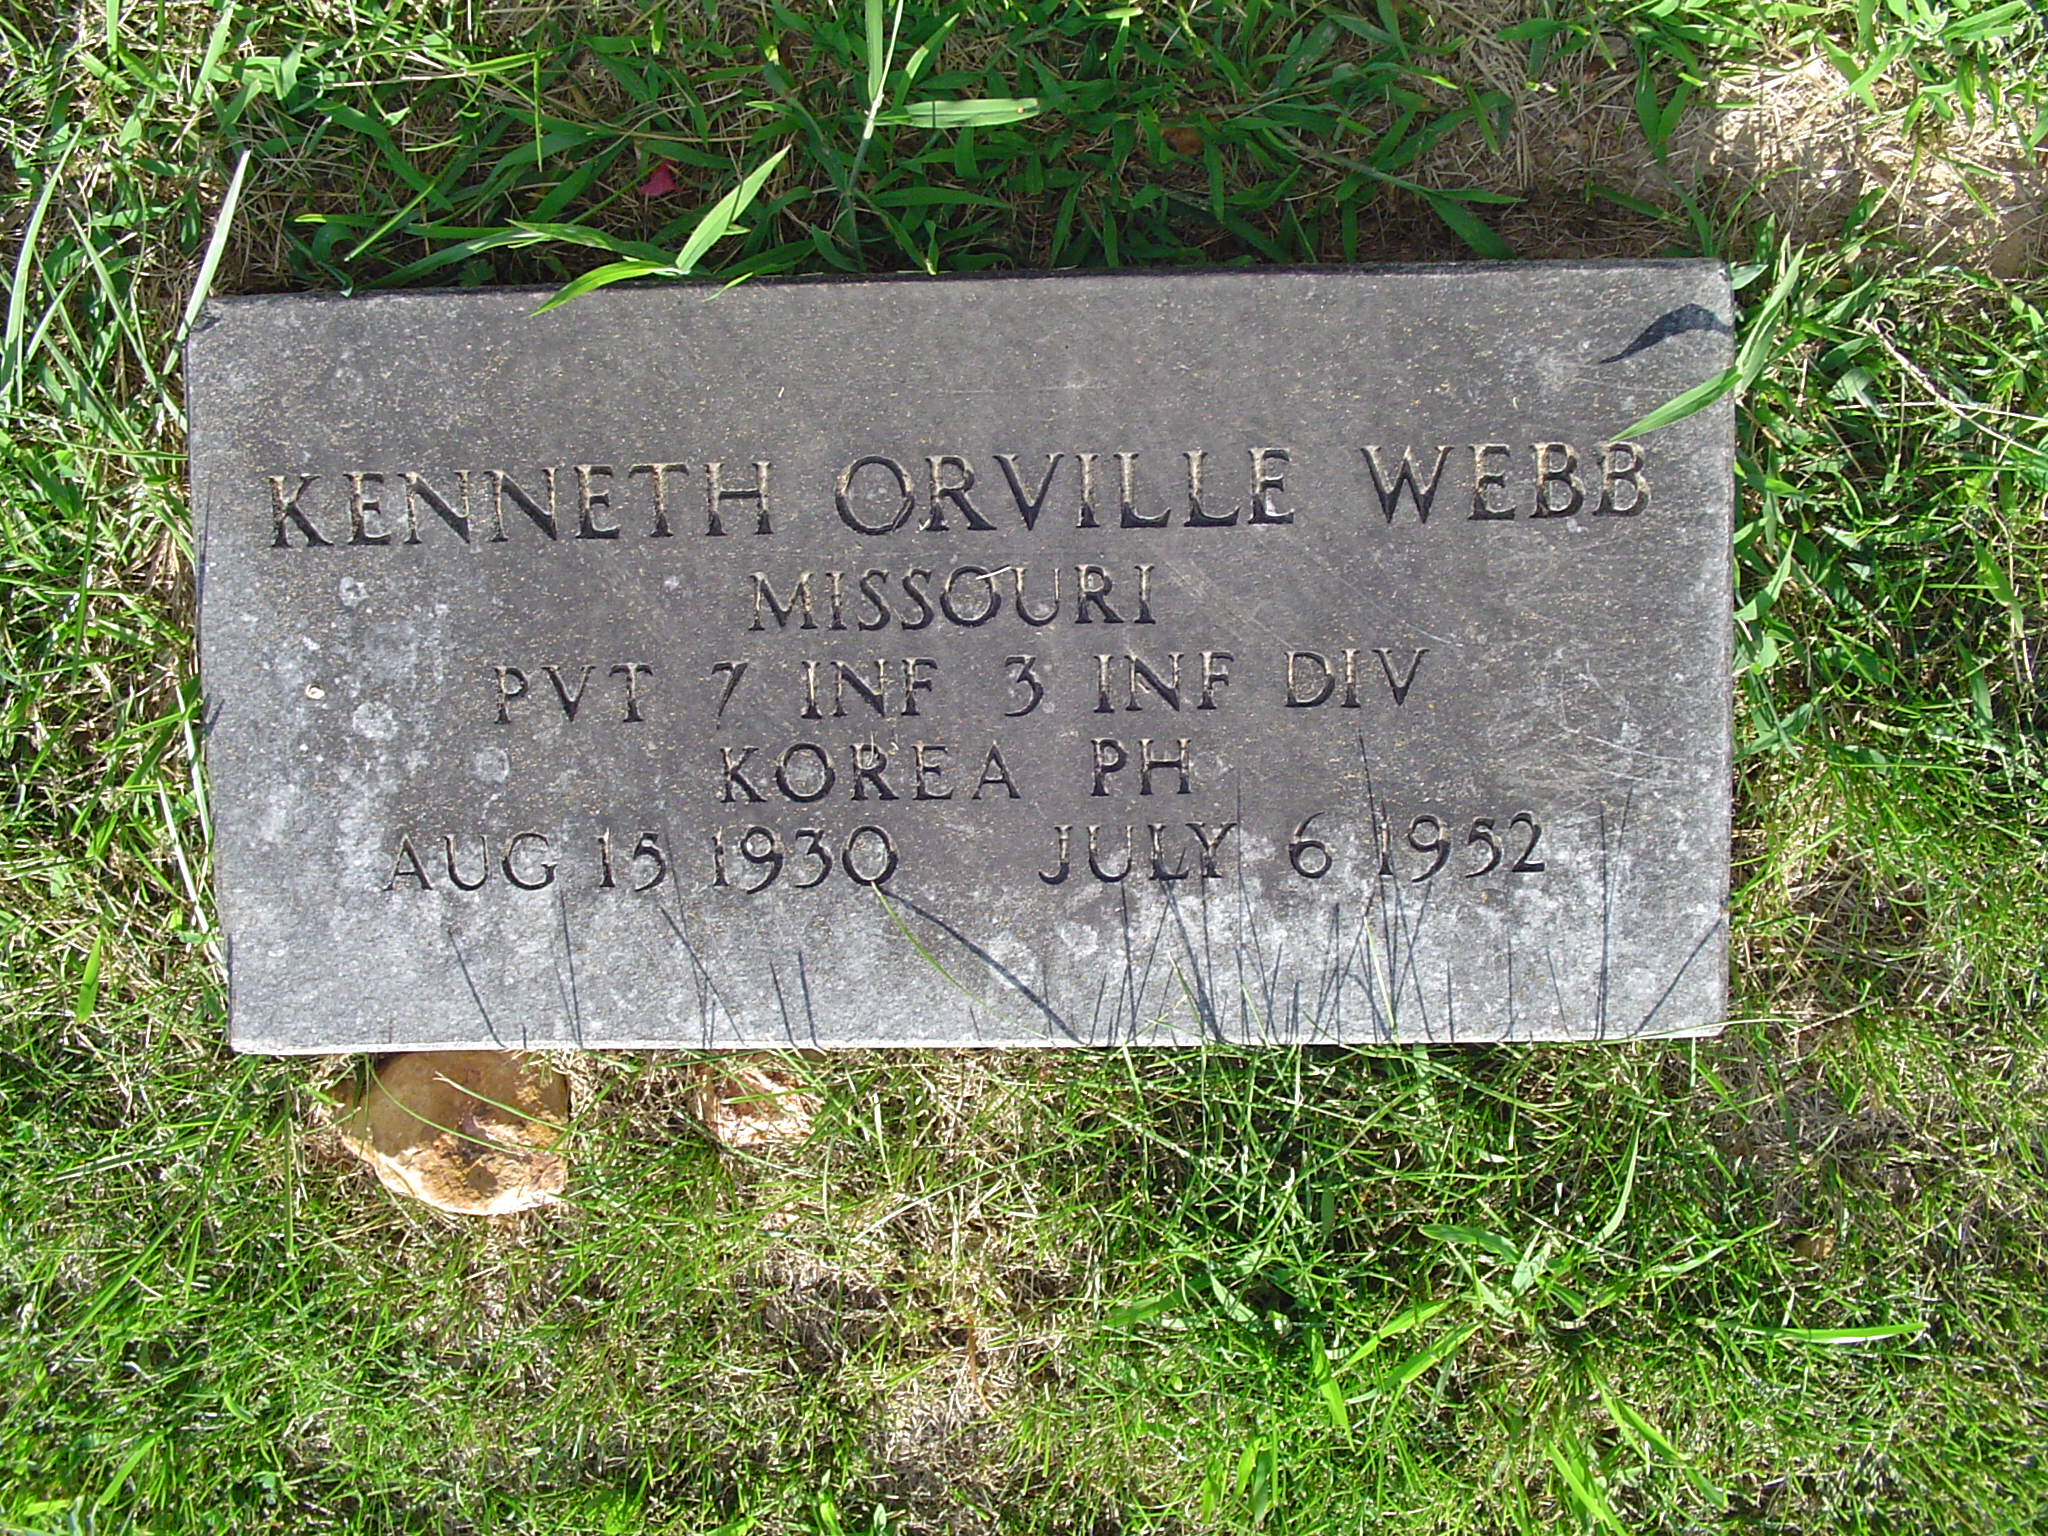 KENNETH ORVILLE WEBB
MISSOURI
PVT 7 INF 3 INF DIV
KOREA PH
AUG 15 1930 JULY 6 1952